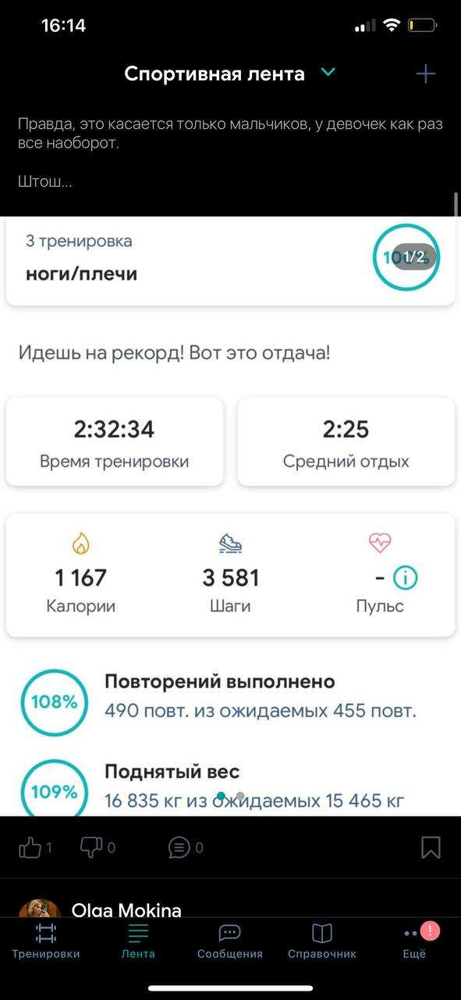 16:14
Спортивная лента
Правда, это касается только мальчиков, у девочек как раз
все наоборот.
Штош...
3 тренировка
100%
1/2
ноги/плечи
Идешь на рекорд! Вот это отдача!
2:32:34
2:25
Время тренировки
Средний отдых
1 167
3 581
-
Калории
Шаги
Пульс
108%
Повторений выполнено
490 повт. из ожидаемых 455 повт.
109%
Поднятый вес
16 835 кг из ожидаемых 15 465 кг
1
0
0
Olga Mokina
Тренировки
Лента
Сообщения
Справочник
Ещё